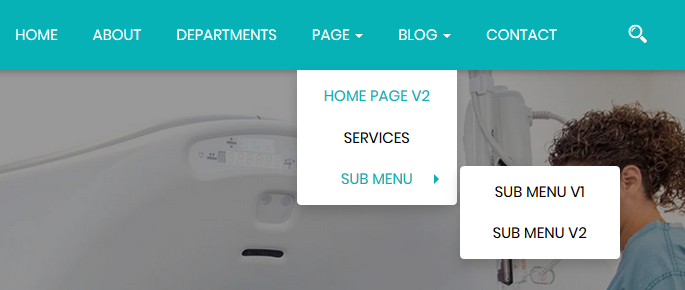 HOME ABOUT DEPARTMENTS PAGE BLOG CONTACT
HOME PAGE V2
SERVICES
SUB MENU
SUB MENU V1
SUB MENU V2